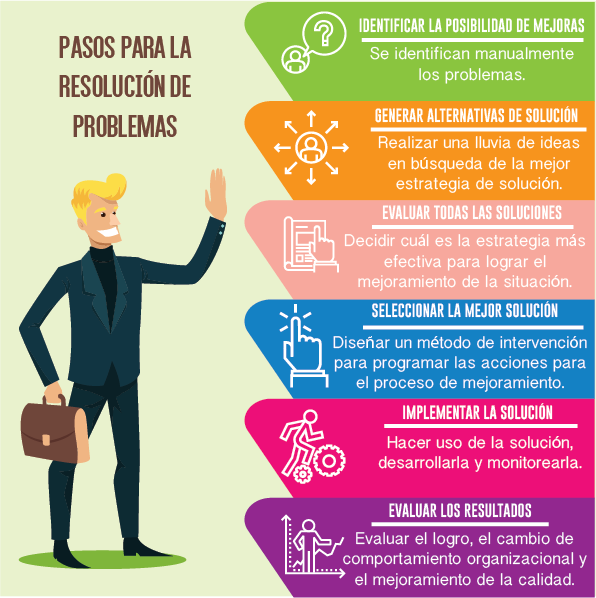 PASOS PARA LA
RESOLUCIÓN DE
PROBLEMAS
IDENTIFICAR LA POSIBILIDAD DE MEJORAS
Se identifican manualmente
los problemas.
GENERAR ALTERNATIVAS DE SOLUCIÓN
Realizar una lluvia de ideas
en búsqueda de la mejor
estrategia de solución.
EVALUAR TODAS LAS SOLUCIONES
Decidir cuál es la estrategia más
efectiva para lograr el
mejoramiento de la situación.
SELECCIONAR LA MEJOR SOLUCIÓN
Diseñar un método de intervención
para programar las acciones para
el proceso de mejoramiento.
IMPLEMENTAR LA SOLUCIÓN
Hacer uso de la solución,
desarrollarla y monitorearla.
EVALUAR LOS RESULTADOS
Evaluar el logro, el cambio de
comportamiento organizacional y
el mejoramiento de la calidad.